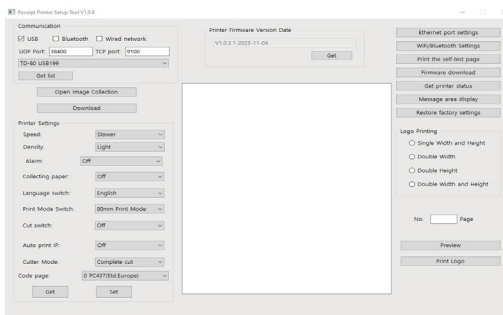 Receipt Printer Setup Tool V1.0.8
Communication
USB
Bluetooth
Wired network
UDP Port: 38400
TCP port: 9100
TD-80 USB199
Get list
Open Image Collection
Download
Printer Settings
Speed: Slower
Density: Light
Alarm: Off
Collecting paper: Off
Language switch: English
Print Mode Switch: 80mm Print Mode
Cut switch: Off
Auto print IP: Off
Cutter Mode: Complete cut
Code page: 0 PC437(Std.Europe)
Get
Set
Printer Firmware Version Date
V1.0.5.1-2025-11-04
Get
Ethernet port settings
WiFi/Bluetooth Settings
Print the self-test page
Firmware download
Get printer status
Message area display
Restore factory settings
Logo Printing
Single Width and Height
Double Width
Double Height
Double Width and Height
No. Page
Preview
Print Logo